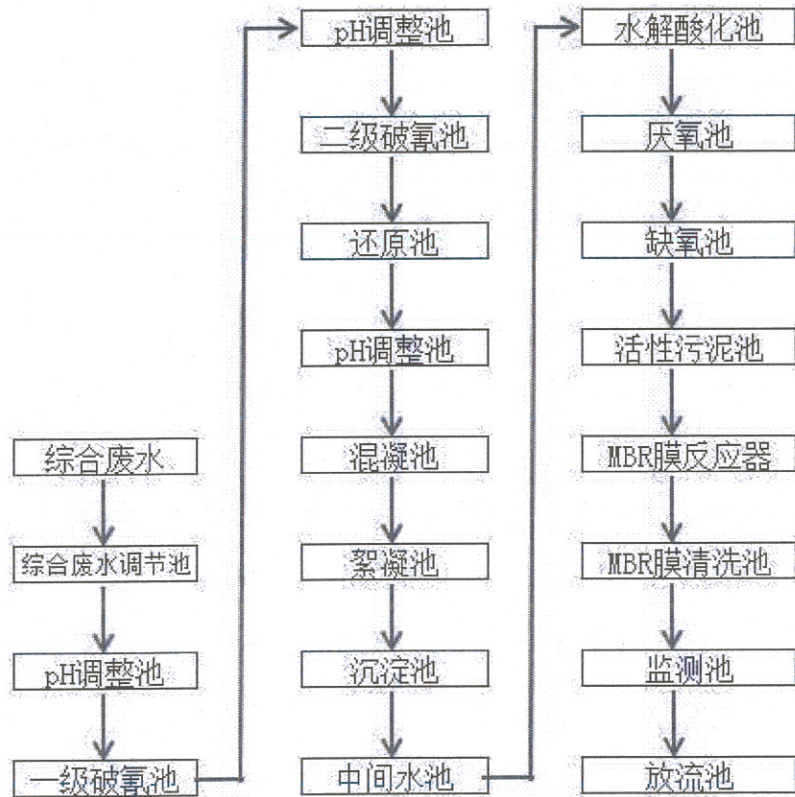 综合废水
综合废水调节池
pH调整池
一级破氰池
pH调整池
二级破氰池
还原池
pH调整池
混凝池
絮凝池
沉淀池
中间水池
水解酸化池
厌氧池
缺氧池
活性污泥池
MBR膜反应器
MBR膜清洗池
监测池
放流池